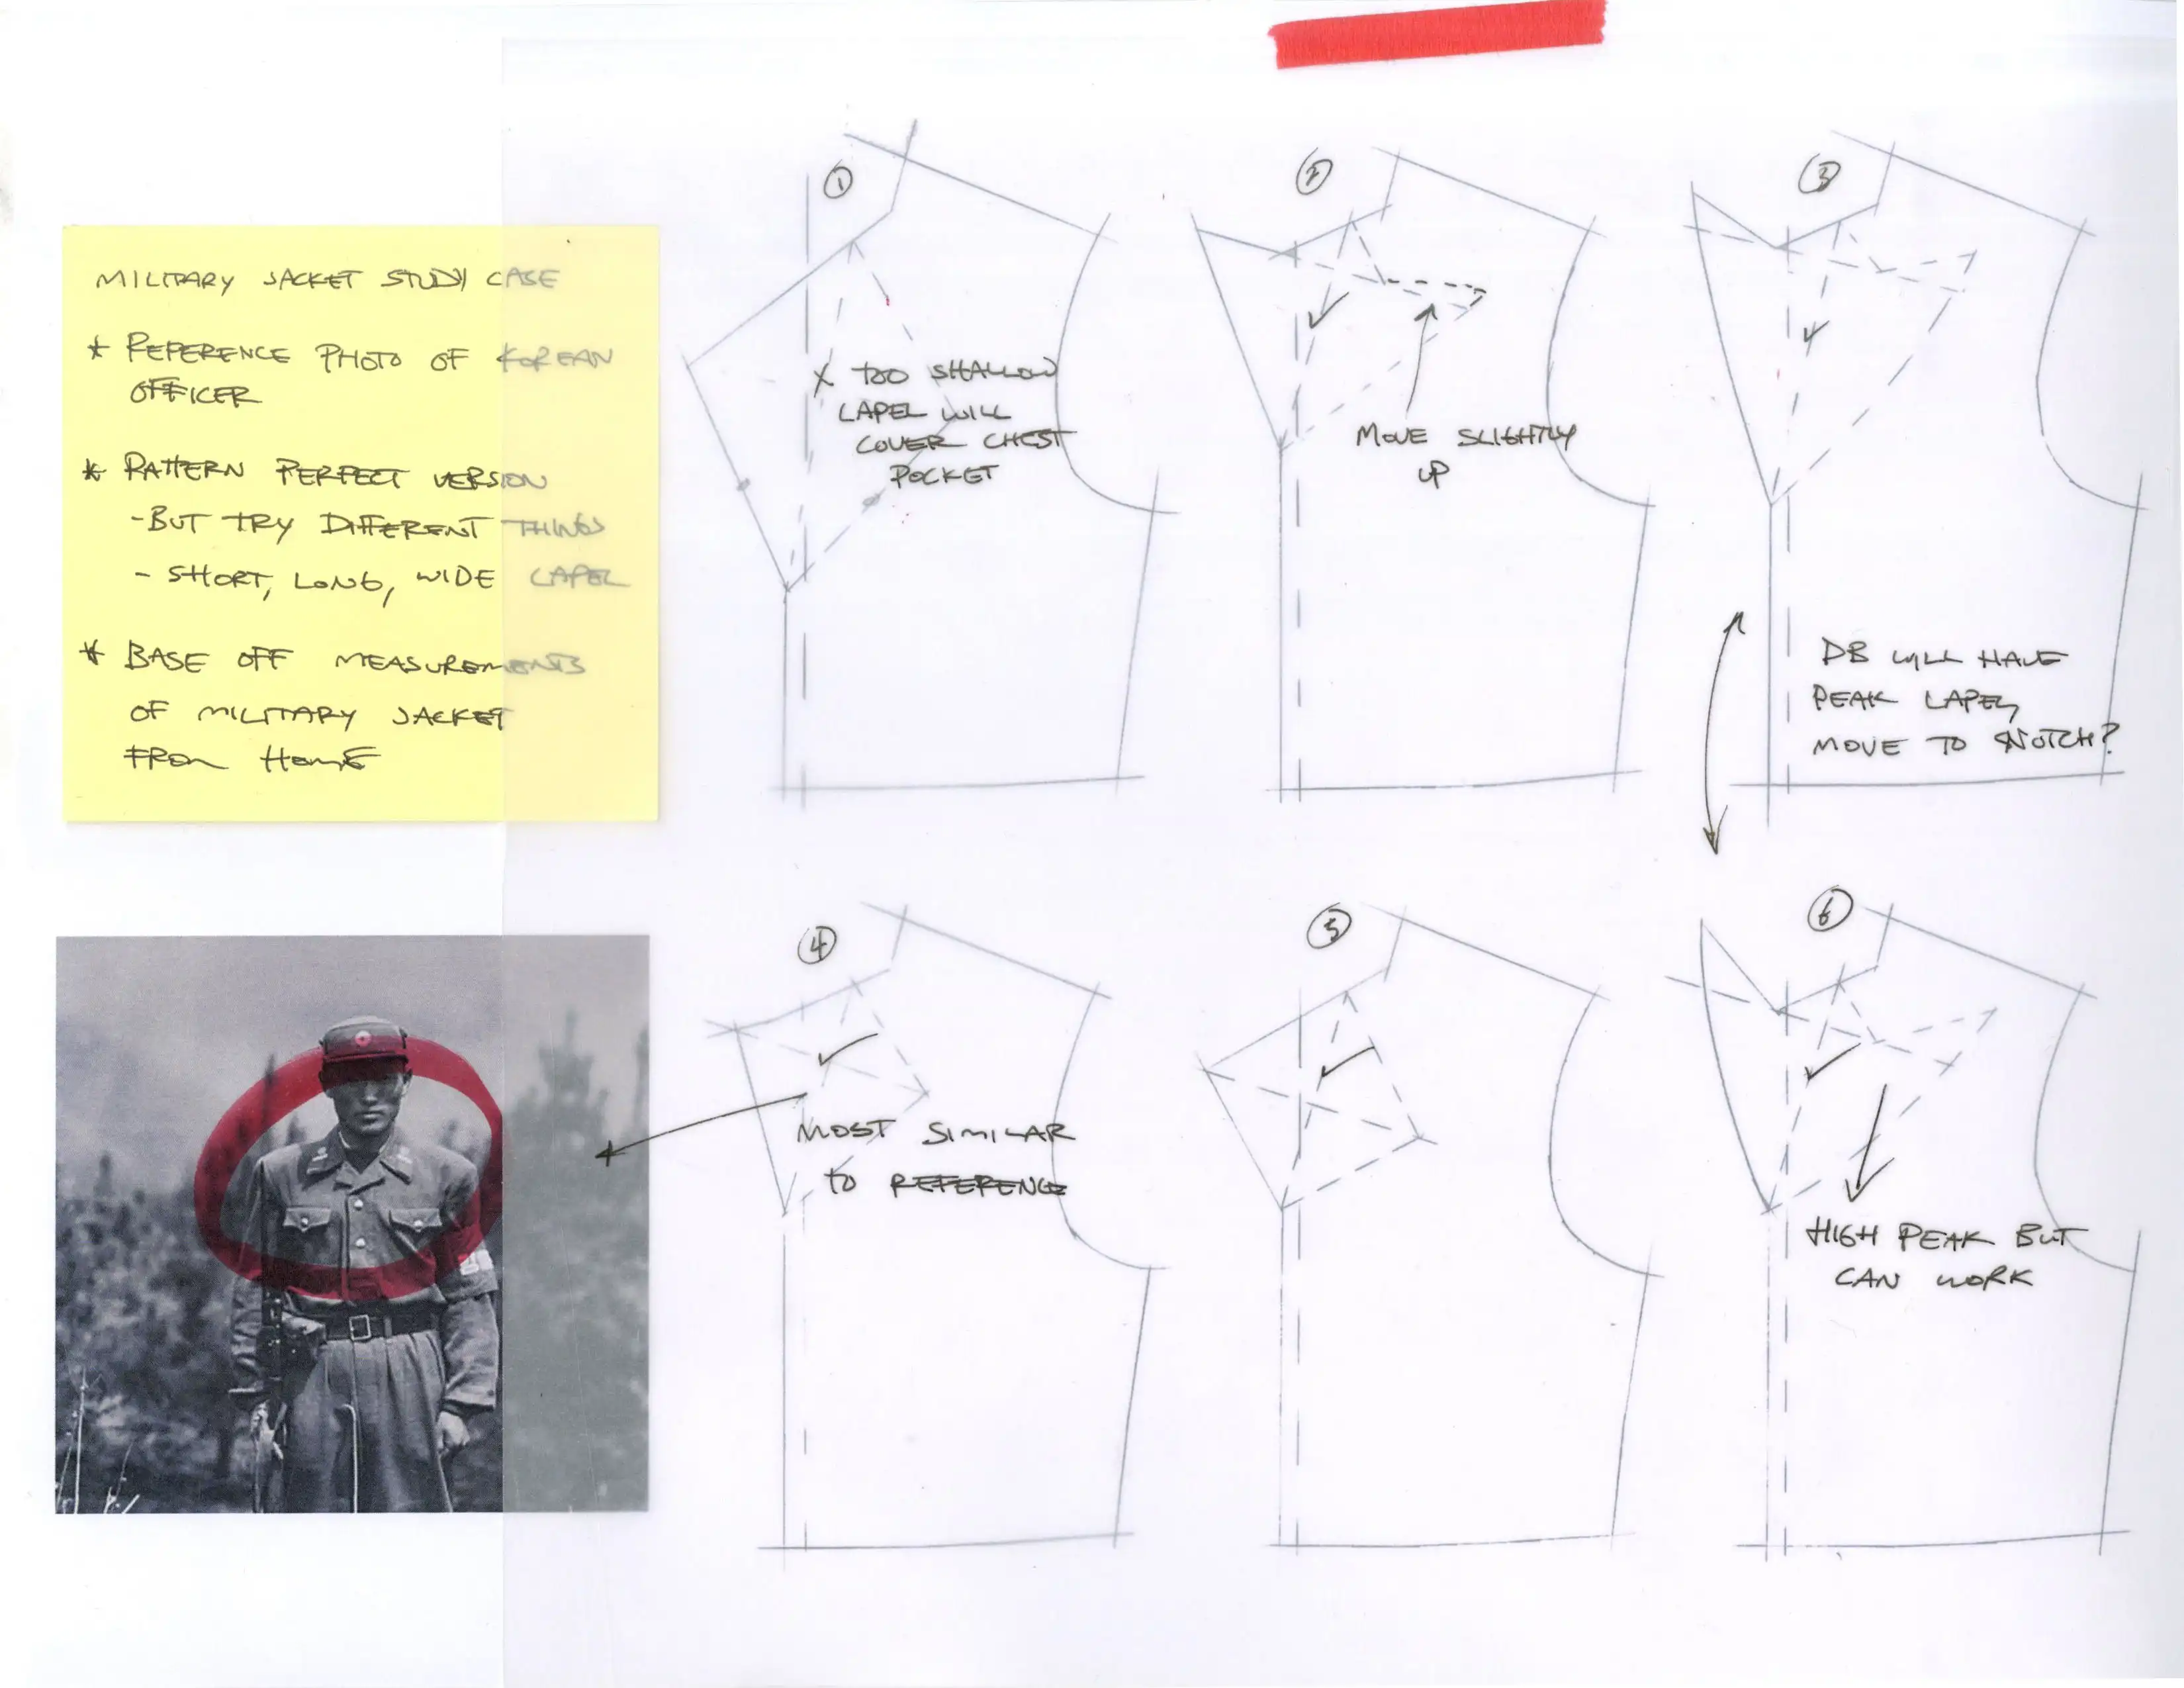 MILITARY JACKET STUDY CASE
* REFERENCE PHOTO OF KOREAN
OFFICER
* PATTERN PERFECT VERSION
- BUT TRY DIFFERENT THINGS
- SHORT, LONG, WIDE LAPEL
* BASE OFF MEASUREMENTS
OF MILITARY JACKET
FROM HOME
1
X TOO SHALLOW
LAPEL WILL
COVER CHEST
POCKET
2
MOVE SLIGHTLY
UP
3
DB WILL HAVE
PEAK LAPEL,
MOVE TO NOTCH?
4
MOST SIMILAR
TO REFERENCE
5
6
HIGH PEAK BUT
CAN WORK